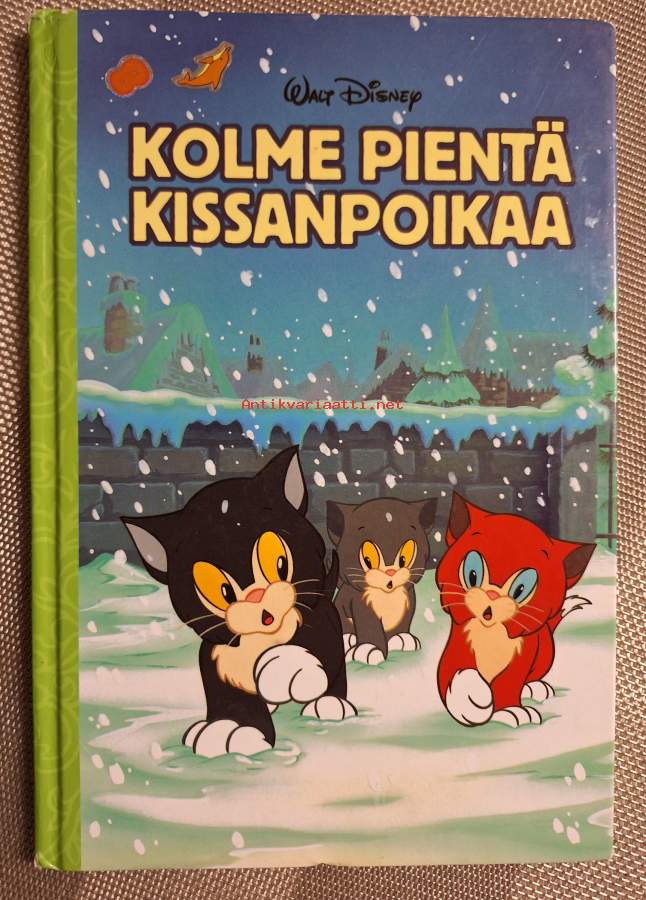 WALT DISNEY
KOLME PIENTÄ
KISSANPOIKAA
Antikvariaatti.net